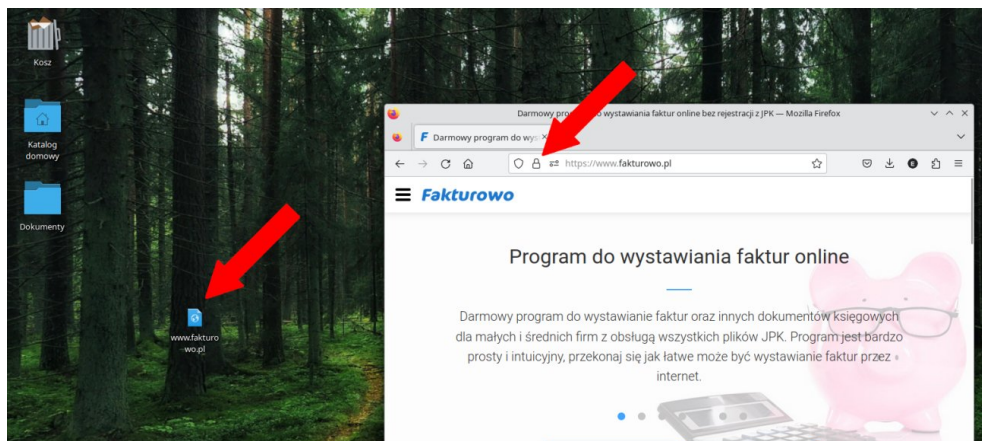 Kosz
Katalog
domowy
Dokumenty
www.fakturo
wo.pl
wystawiania faktur online bez rejestracji z JPK — Mozilla Firefox
F Darmowy program do
https://www.fakturowo.pl
E
Fakturowo
Program do wystawiania faktur online
Darmowy program do wystawianie faktur oraz innych dokumentów księgowych
dla małych i średnich firm z obsługą wszystkich plików JPK. Program jest bardzo
prosty i intuicyjny, przekonaj się jak łatwe może być wystawianie faktur przez
internet.